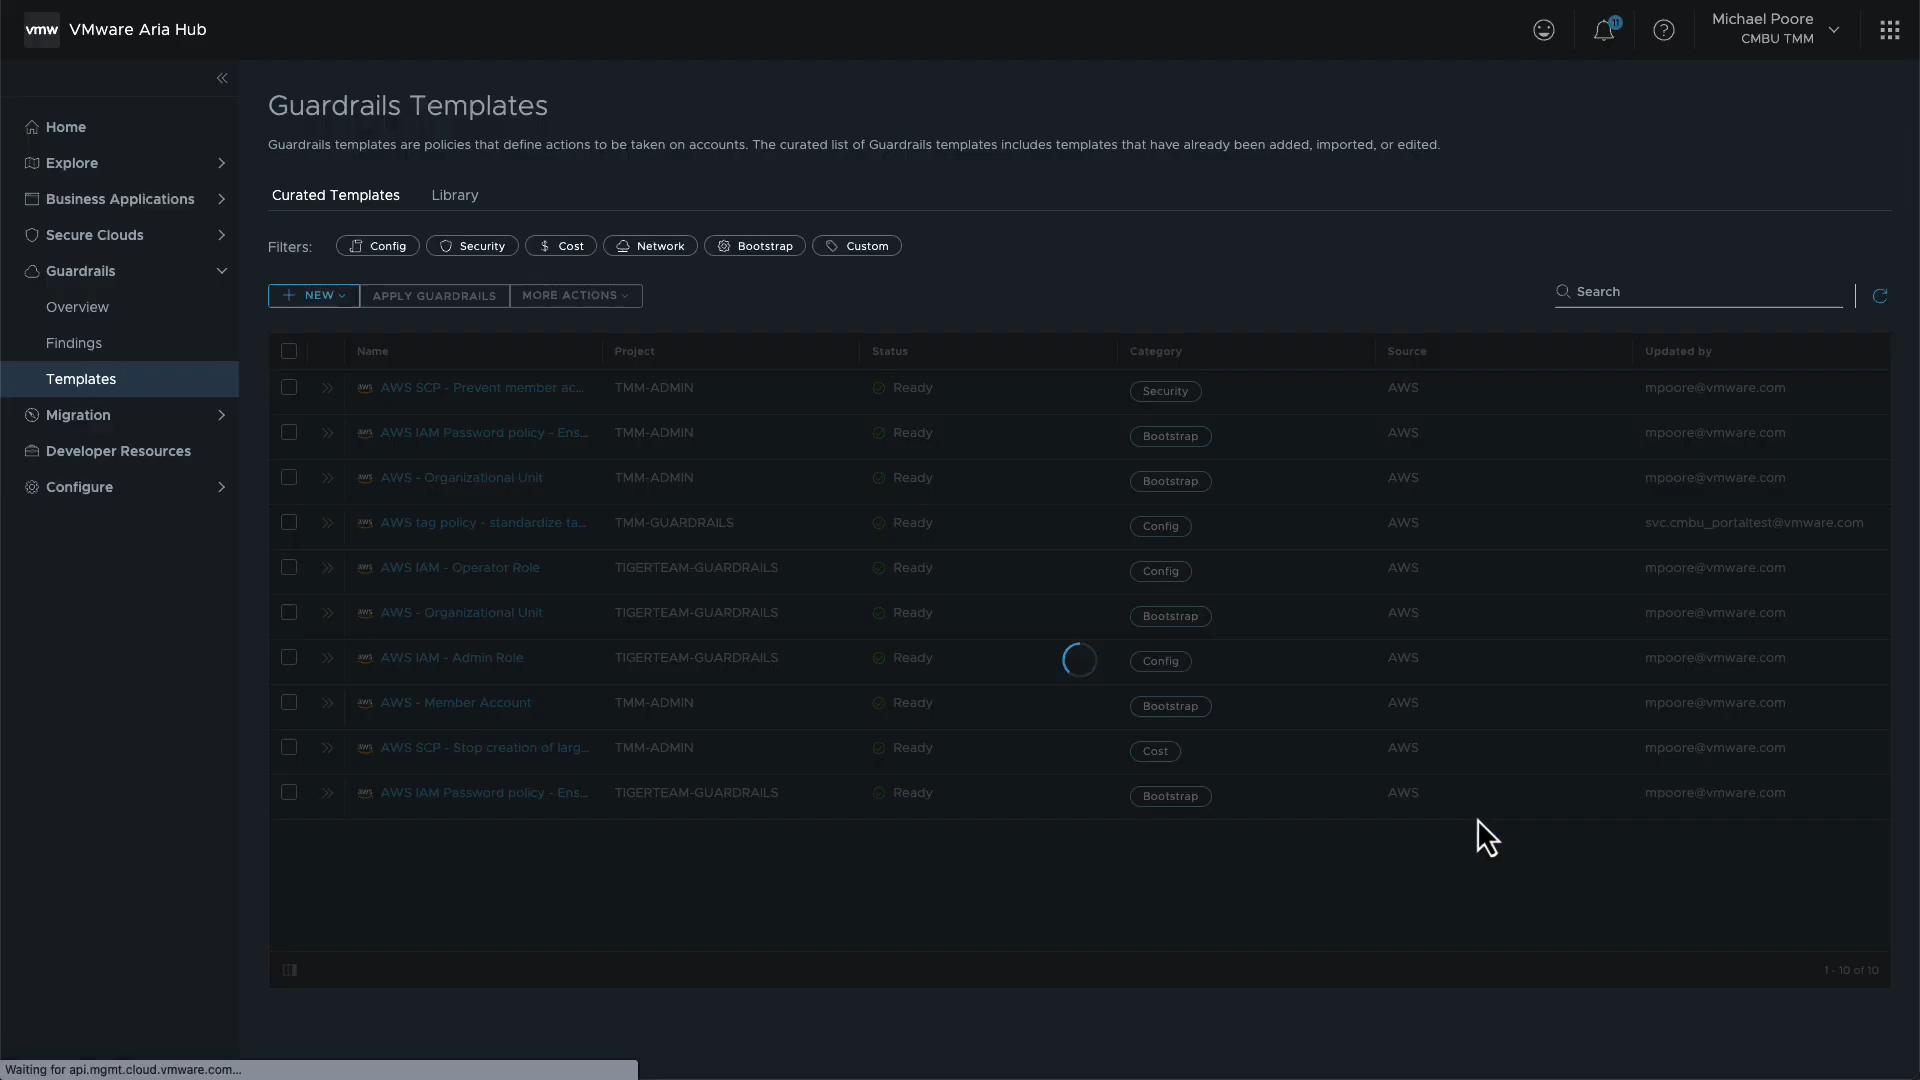 vmw VMware Aria Hub
11
Michael Poore
CMBU TMM
Home
Explore
Business Applications
Secure Clouds
Guardrails
Overview
Findings
Templates
Migration
Developer Resources
Configure
Guardrails Templates
Guardrails templates are policies that define actions to be taken on accounts. The curated list of Guardrails templates includes templates that have already been added, imported, or edited.
Curated Templates Library
Filters: Config Security Cost Network Bootstrap Custom
NEW APPLY GUARDRAILS MORE ACTIONS
Search
Name Project Status Category Source Updated by
aws AWS SCP - Prevent member ac... TMM-ADMIN Ready Security AWS mpoore@vmware.com
aws AWS IAM Password policy - Ens... TMM-ADMIN Ready Bootstrap AWS mpoore@vmware.com
aws AWS - Organizational Unit TMM-ADMIN Ready Bootstrap AWS mpoore@vmware.com
aws AWS tag policy - standardize ta... TMM-GUARDRAILS Ready Config AWS svc.cmbu_portaltest@vmware.com
aws AWS IAM - Operator Role TIGERTEAM-GUARDRAILS Ready Config AWS mpoore@vmware.com
aws AWS - Organizational Unit TIGERTEAM-GUARDRAILS Ready Bootstrap AWS mpoore@vmware.com
aws AWS IAM - Admin Role TIGERTEAM-GUARDRAILS Ready Config AWS mpoore@vmware.com
aws AWS - Member Account TMM-ADMIN Ready Bootstrap AWS mpoore@vmware.com
aws AWS SCP - Stop creation of larg... TMM-ADMIN Ready Cost AWS mpoore@vmware.com
aws AWS IAM Password policy - Ens... TIGERTEAM-GUARDRAILS Ready Bootstrap AWS mpoore@vmware.com
1 - 10 of 10
Waiting for api.mgmt.cloud.vmware.com...